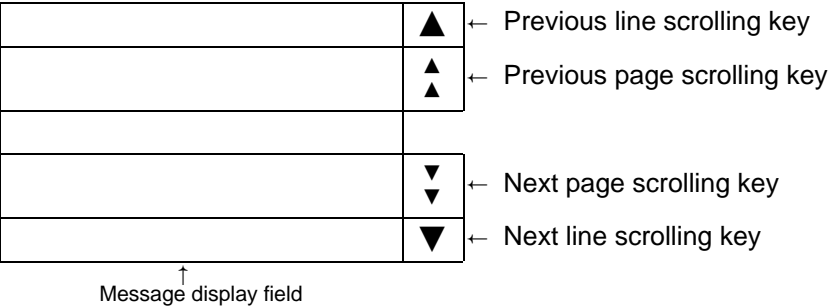 ▲ ← Previous line scrolling key
▲▲ ← Previous page scrolling key
▼▼ ← Next page scrolling key
▼ ← Next line scrolling key
↑
Message display field